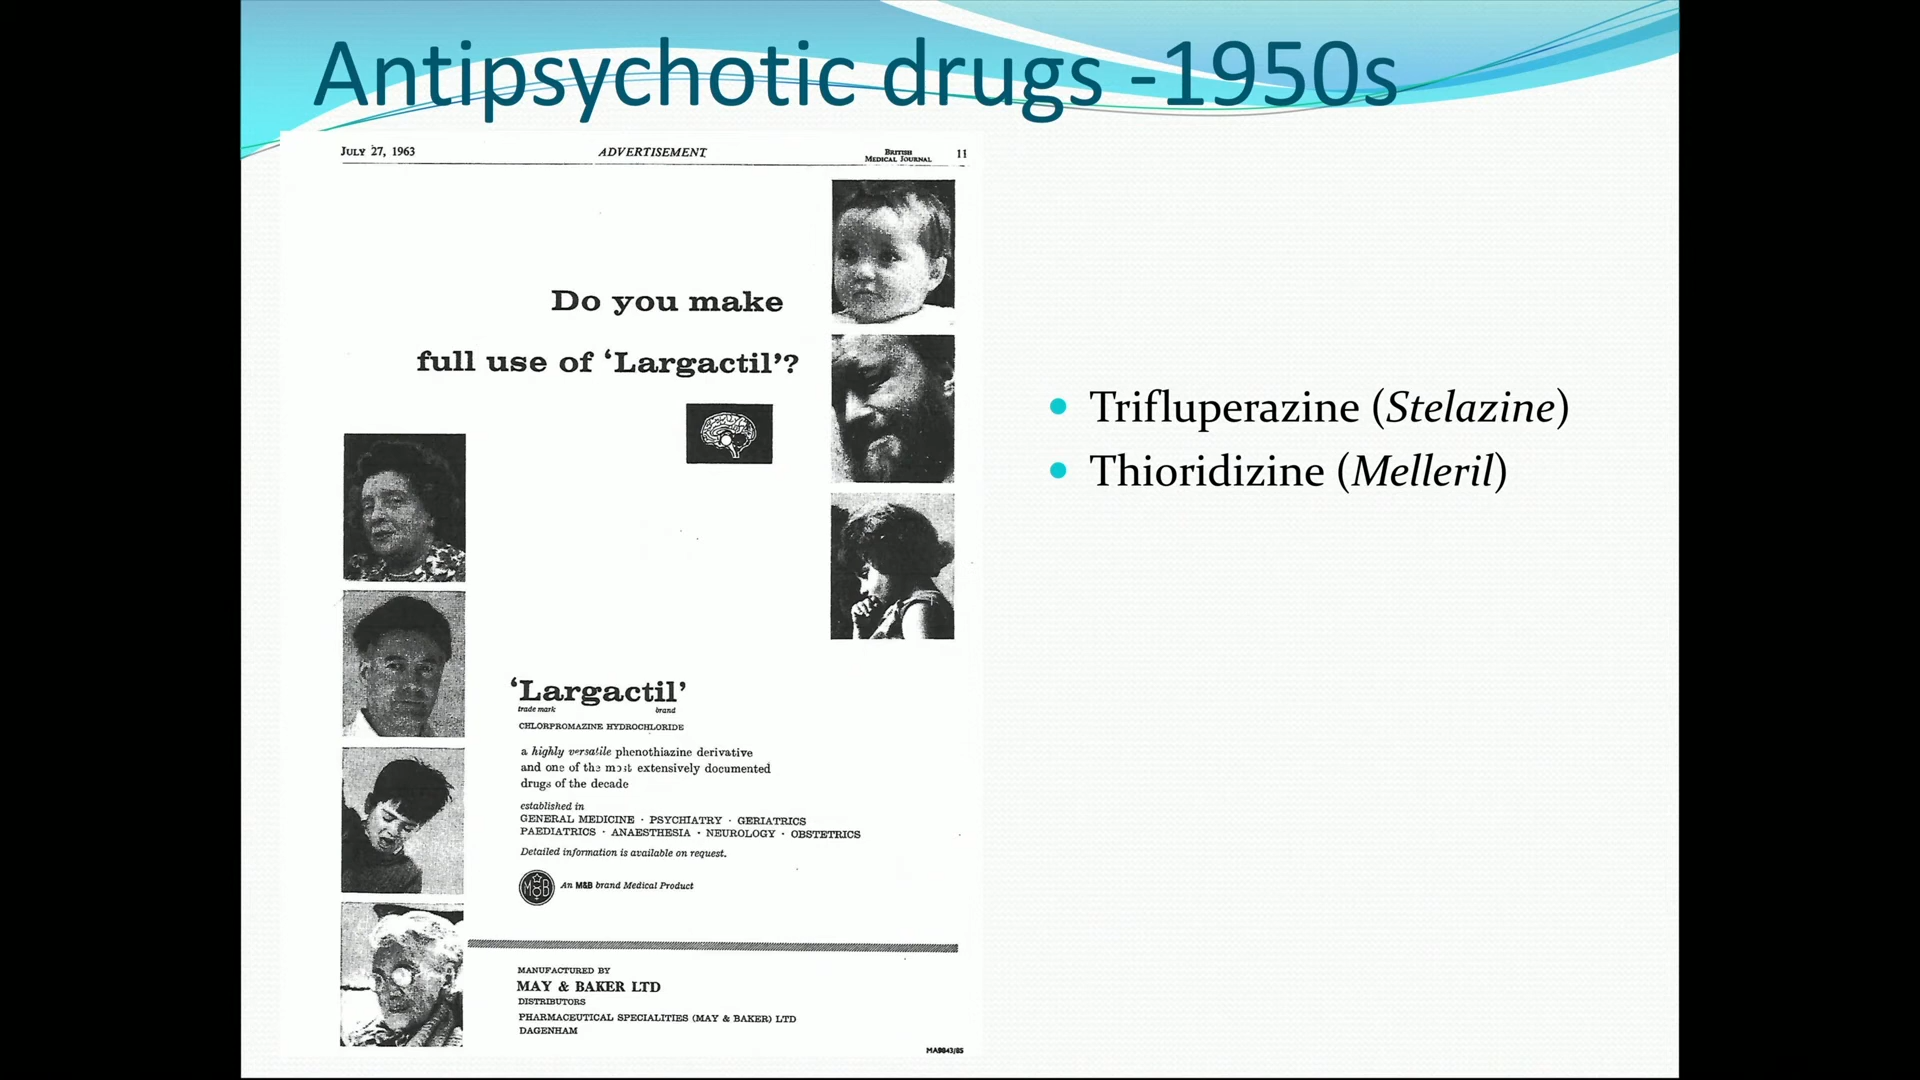 Antipsychotic drugs -1950s
JULY 27, 1963 ADVERTISEMENT BRITISH MEDICAL JOURNAL 11
Do you make
full use of ‘Largactil’?
‘Largactil’
trade mark brand
CHLORPROMAZINE HYDROCHLORIDE
a highly versatile phenothiazine derivative
and one of the most extensively documented
drugs of the decade
established in
GENERAL MEDICINE · PSYCHIATRY · GERIATRICS
PAEDIATRICS · ANAESTHESIA · NEUROLOGY · OBSTETRICS
Detailed information is available on request.
M&B
An M&B brand Medical Product
MANUFACTURED BY
MAY & BAKER LTD
DISTRIBUTORS
PHARMACEUTICAL SPECIALITIES (MAY & BAKER) LTD
DAGENHAM
MA9843/85
• Trifluperazine (Stelazine)
• Thioridizine (Melleril)